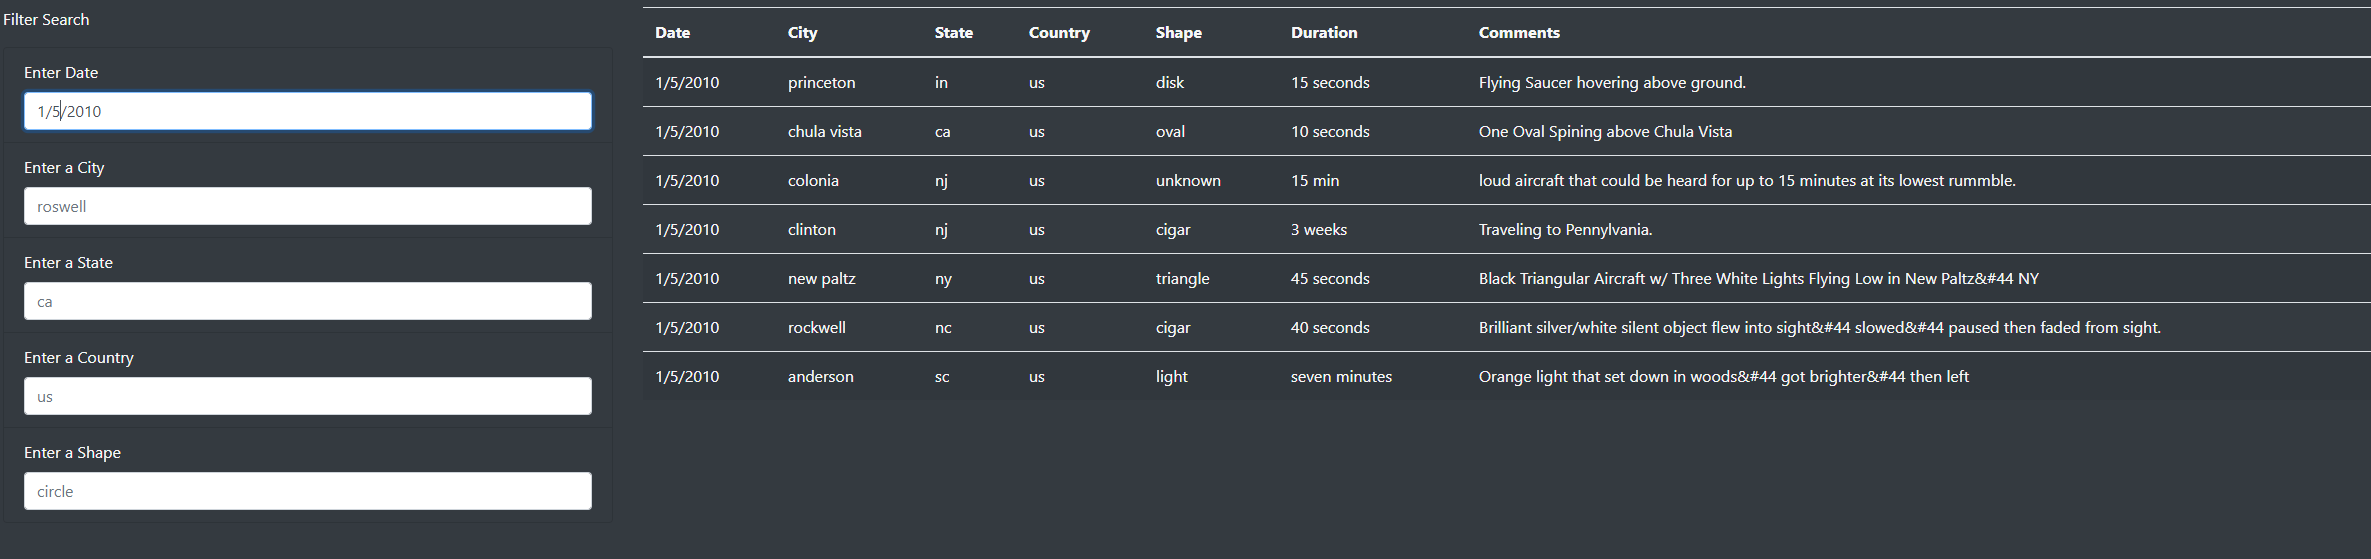 Filter Search
Enter Date
1/5/2010
Enter a City
roswell
Enter a State
ca
Enter a Country
us
Enter a Shape
circle
Date City State Country Shape Duration Comments
1/5/2010 princeton in us disk 15 seconds Flying Saucer hovering above ground.
1/5/2010 chula vista ca us oval 10 seconds One Oval Spining above Chula Vista
1/5/2010 colonia nj us unknown 15 min loud aircraft that could be heard for up to 15 minutes at its lowest rummble.
1/5/2010 clinton nj us cigar 3 weeks Traveling to Pennylvania.
1/5/2010 new paltz ny us triangle 45 seconds Black Triangular Aircraft w/ Three White Lights Flying Low in New Paltz&#44 NY
1/5/2010 rockwell nc us cigar 40 seconds Brilliant silver/white silent object flew into sight&#44 slowed&#44 paused then faded from sight.
1/5/2010 anderson sc us light seven minutes Orange light that set down in woods&#44 got brighter&#44 then left